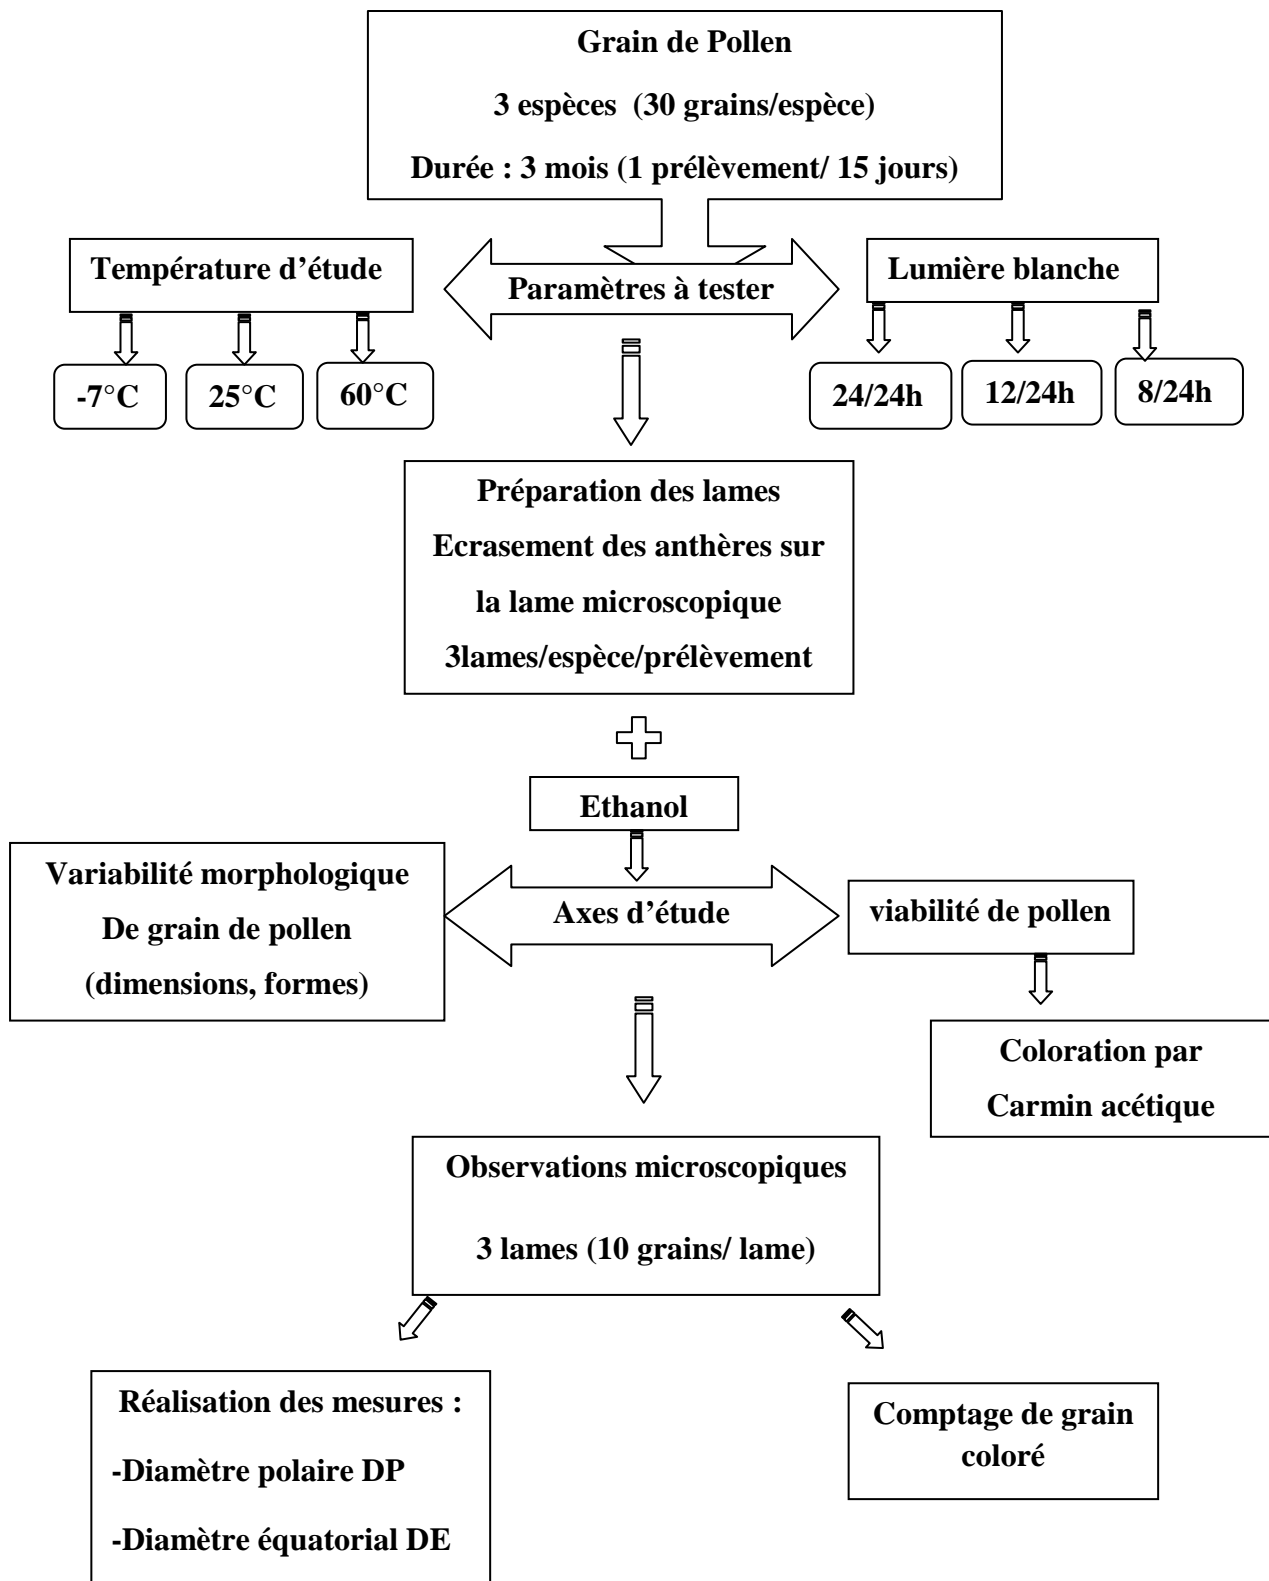 Grain de Pollen
3 espèces (30 grains/espèce)
Durée : 3 mois (1 prélèvement/ 15 jours)
Température d’étude
Paramètres à tester
Lumière blanche
-7°C
25°C
60°C
24/24h
12/24h
8/24h
Préparation des lames
Ecrasement des anthères sur
la lame microscopique
3lames/espèce/prélèvement
Ethanol
Variabilité morphologique
De grain de pollen
(dimensions, formes)
Axes d’étude
viabilité de pollen
Coloration par
Carmin acétique
Observations microscopiques
3 lames (10 grains/ lame)
Réalisation des mesures :
-Diamètre polaire DP
-Diamètre équatorial DE
Comptage de grain
coloré